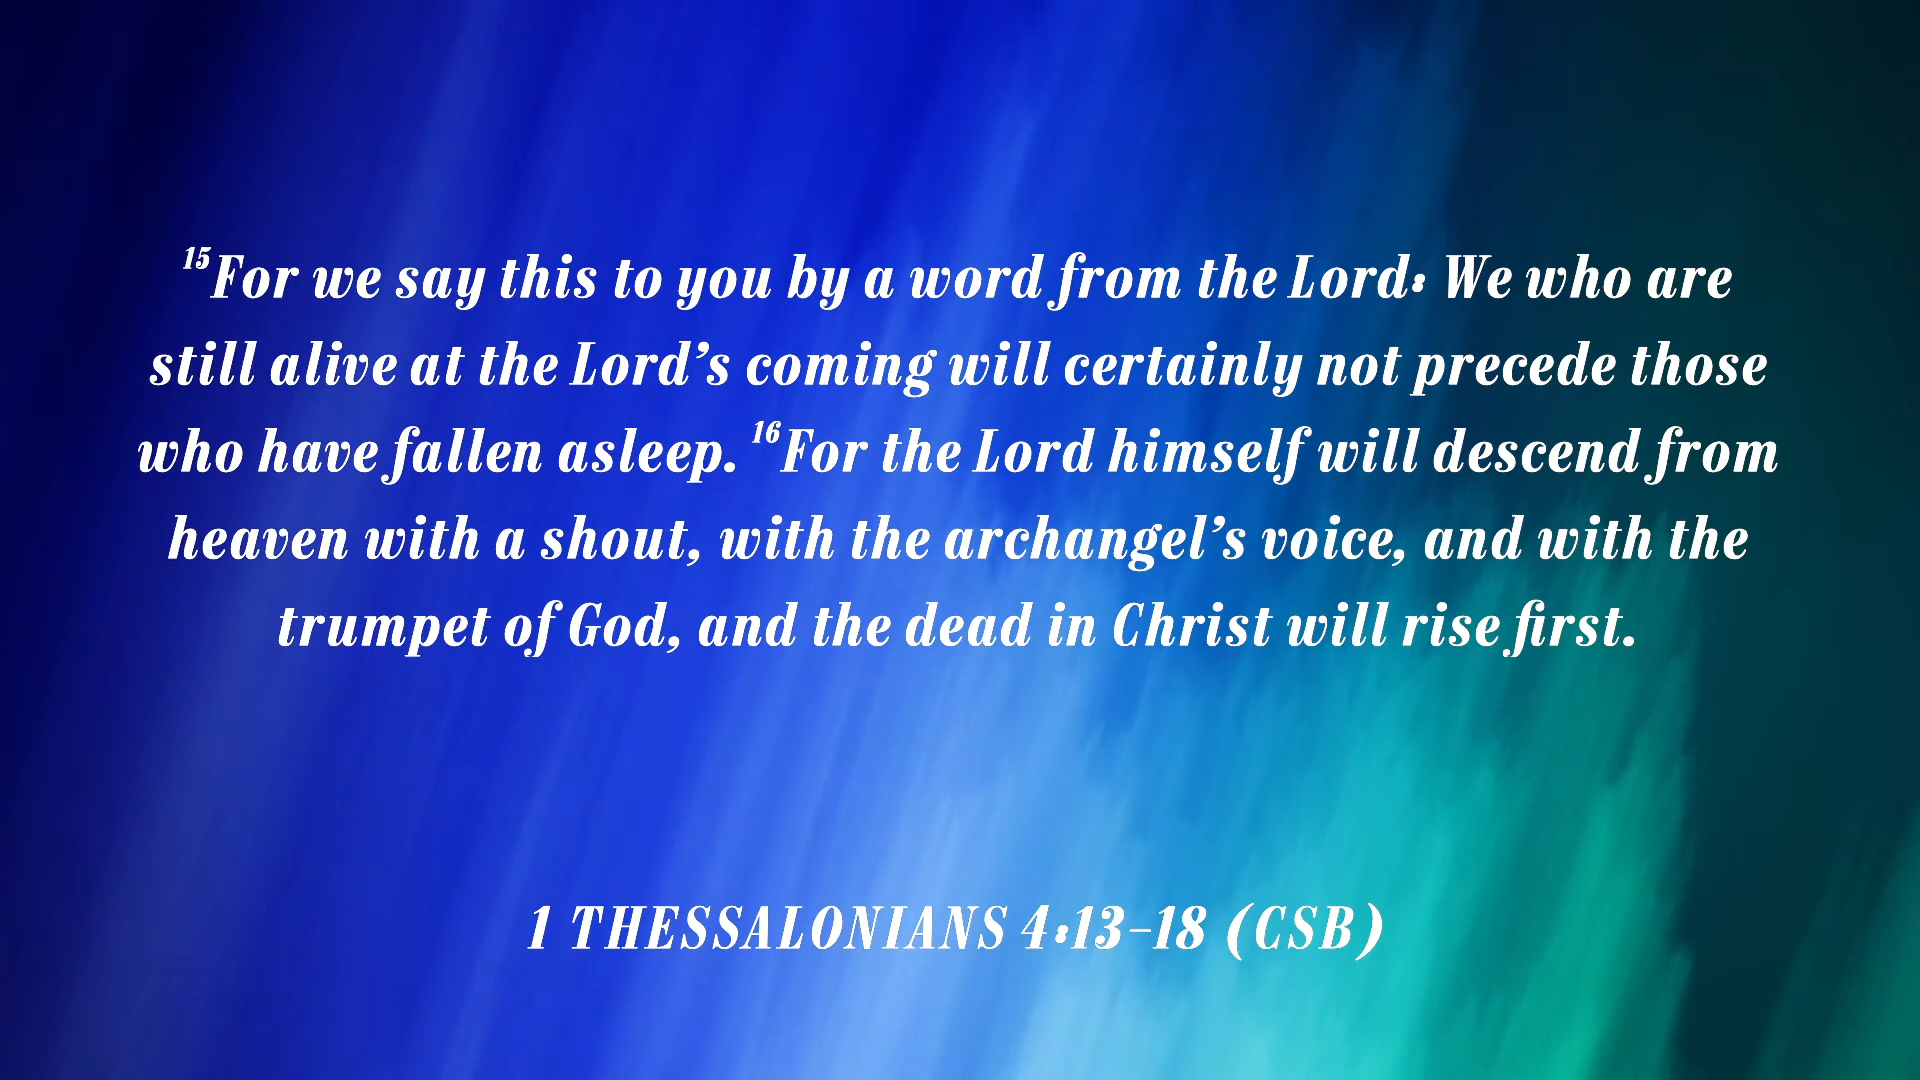 15For we say this to you by a word from the Lord: We who are
still alive at the Lord’s coming will certainly not precede those
who have fallen asleep. 16For the Lord himself will descend from
heaven with a shout, with the archangel’s voice, and with the
trumpet of God, and the dead in Christ will rise first.
1 THESSALONIANS 4:13–18 (CSB)